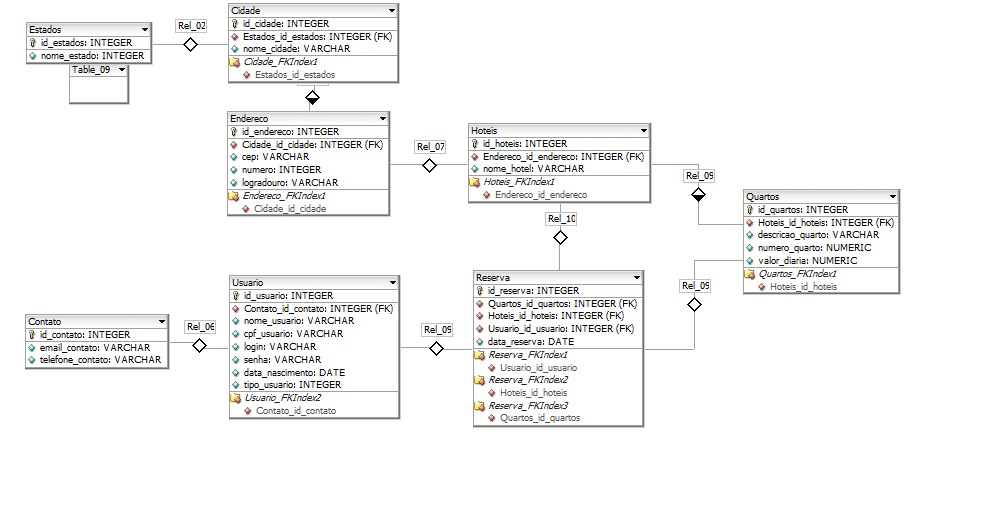 Estados
id_estados: INTEGER
nome_estado: INTEGER
Table_09
Rel_02
Cidade
id_cidade: INTEGER
Estados_id_estados: INTEGER (FK)
nome_cidade: VARCHAR
Cidade_FKIndex1
Estados_id_estados
Endereco
id_endereco: INTEGER
Cidade_id_cidade: INTEGER (FK)
cep: VARCHAR
numero: INTEGER
logradouro: VARCHAR
Endereco_FKIndex1
Cidade_id_cidade
Rel_07
Hoteis
id_hoteis: INTEGER
Endereco_id_endereco: INTEGER (FK)
nome_hotel: VARCHAR
Hoteis_FKIndex1
Endereco_id_endereco
Rel_09
Quartos
id_quartos: INTEGER
Hoteis_id_hoteis: INTEGER (FK)
descricao_quarto: VARCHAR
numero_quarto: NUMERIC
valor_diaria: NUMERIC
Quartos_FKIndex1
Hoteis_id_hoteis
Rel_10
Rel_09
Contato
id_contato: INTEGER
email_contato: VARCHAR
telefone_contato: VARCHAR
Rel_06
Usuario
id_usuario: INTEGER
Contato_id_contato: INTEGER (FK)
nome_usuario: VARCHAR
cpf_usuario: VARCHAR
login: VARCHAR
senha: VARCHAR
data_nascimento: DATE
tipo_usuario: INTEGER
Usuario_FKIndex2
Contato_id_contato
Rel_09
Reserva
id_reserva: INTEGER
Quartos_id_quartos: INTEGER (FK)
Hoteis_id_hoteis: INTEGER (FK)
Usuario_id_usuario: INTEGER (FK)
data_reserva: DATE
Reserva_FKIndex1
Usuario_id_usuario
Reserva_FKIndex2
Hoteis_id_hoteis
Reserva_FKIndex3
Quartos_id_quartos